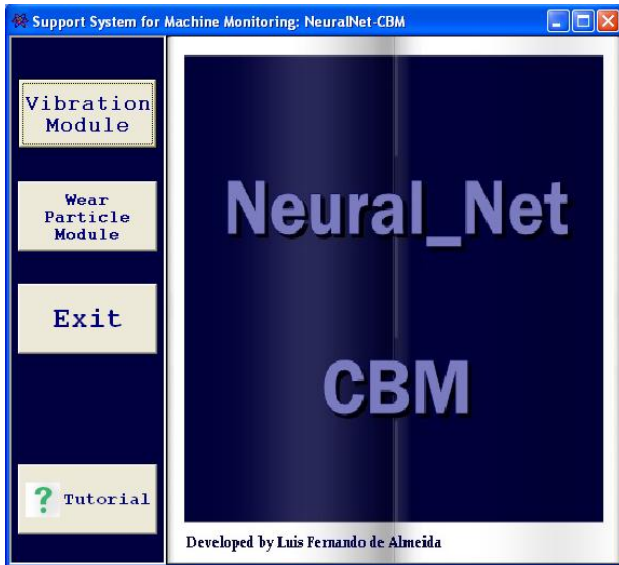 Support System for Machine Monitoring: NeuralNet-CBM
Vibration
Module
Wear
Particle
Module
Exit
? Tutorial
Neural_Net
CBM
Developed by Luis Fernando de Almeida